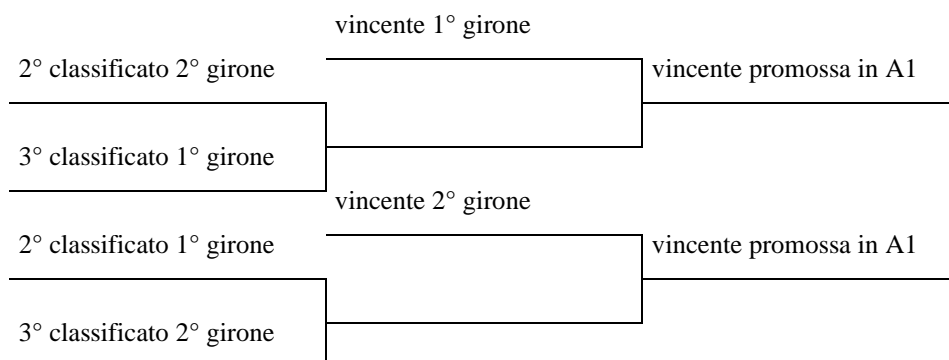 vincente 1° girone
2° classificato 2° girone
vincente promossa in A1
3° classificato 1° girone
vincente 2° girone
2° classificato 1° girone
vincente promossa in A1
3° classificato 2° girone